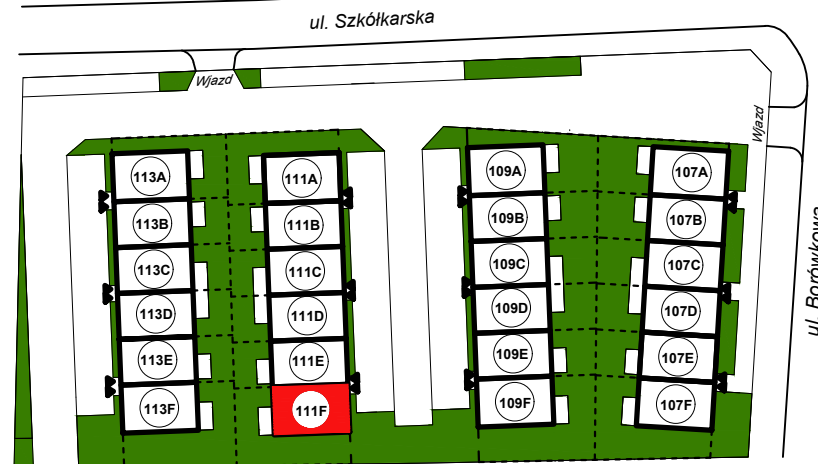 ul. Szkółkarska
Wjazd
Wjazd
ul. Borówkowa
113A
111A
109A
107A
113B
111B
109B
107B
113C
111C
109C
107C
113D
111D
109D
107D
113E
111E
109E
107E
113F
111F
109F
107F